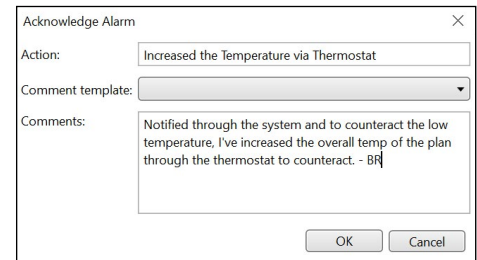 Acknowledge Alarm
Action:
Increased the Temperature via Thermostat
Comment template:
Comments:
Notified through the system and to counteract the low
temperature, I've increased the overall temp of the plan
through the thermostat to counteract. - BR
OK
Cancel